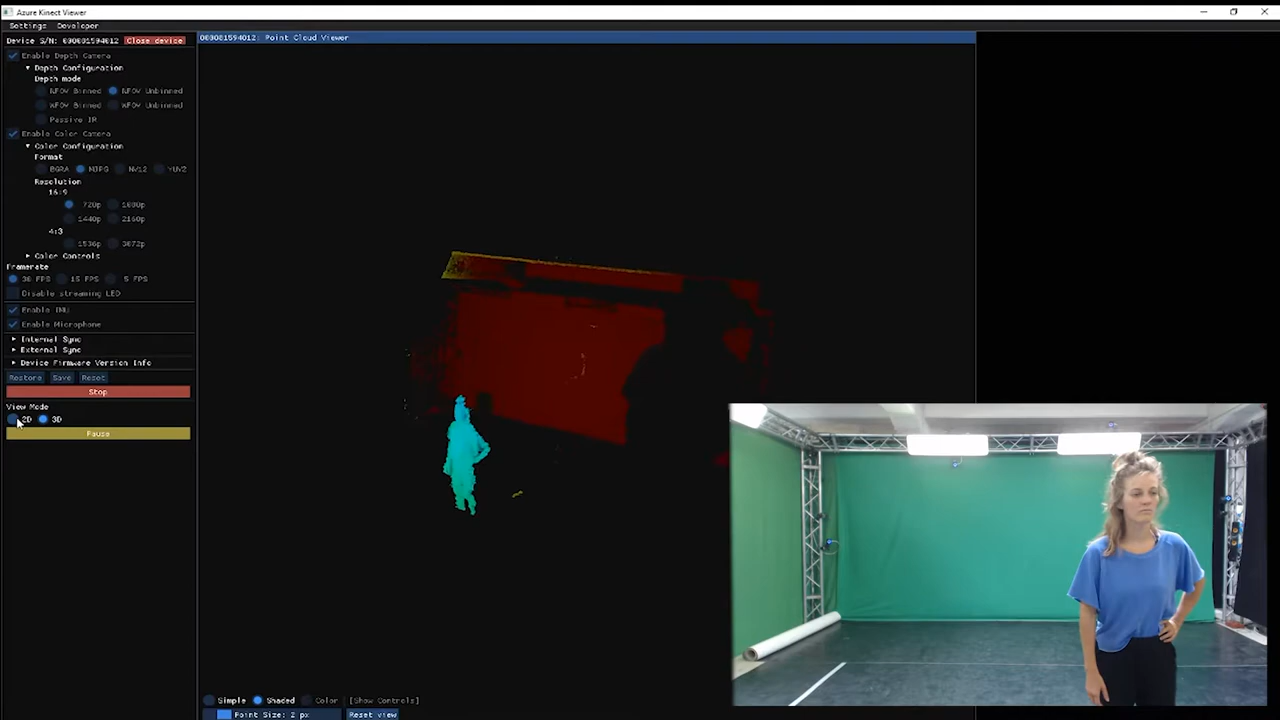 Azure Kinect Viewer
Settings Developer
Device S/N: 000081594012 Close device
000081594012: Point Cloud Viewer
Enable Depth Camera
Depth Configuration
Depth mode
NFOV Binned NFOV Unbinned
WFOV Binned WFOV Unbinned
Passive IR
Enable Color Camera
Color Configuration
Format
BGRA MJPG NV12 YUY2
Resolution
16:9
720p 1080p
1440p 2160p
4:3
1536p 3072p
Color Controls
Framerate
30 FPS 15 FPS 5 FPS
Disable streaming LED
Enable IMU
Enable Microphone
Internal Sync
External Sync
Device Firmware Version Info
Restore Save Reset
Stop
View Mode
2D 3D
Pause
Simple Shaded Color [Show Controls]
Point Size: 2 px Reset view